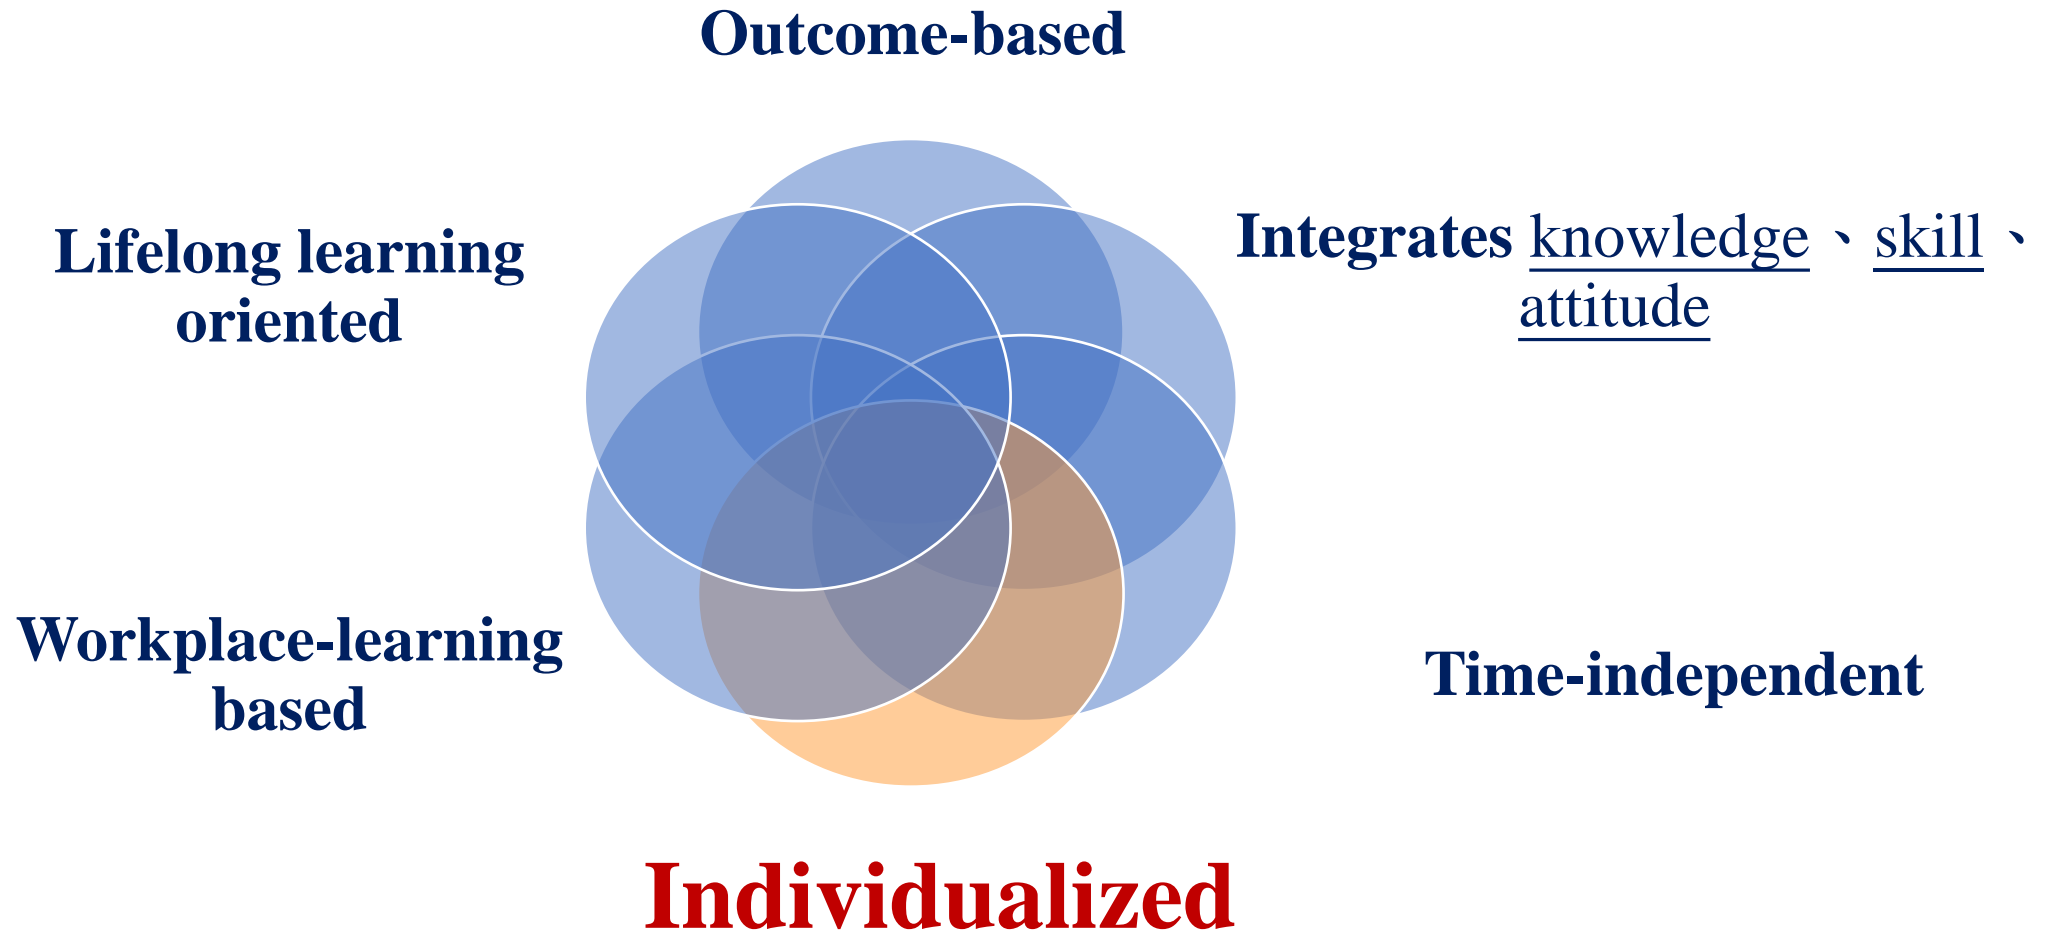 Outcome-based
Lifelong learning
oriented
Integrates knowledge、skill、
attitude
Workplace-learning
based
Time-independent
Individualized